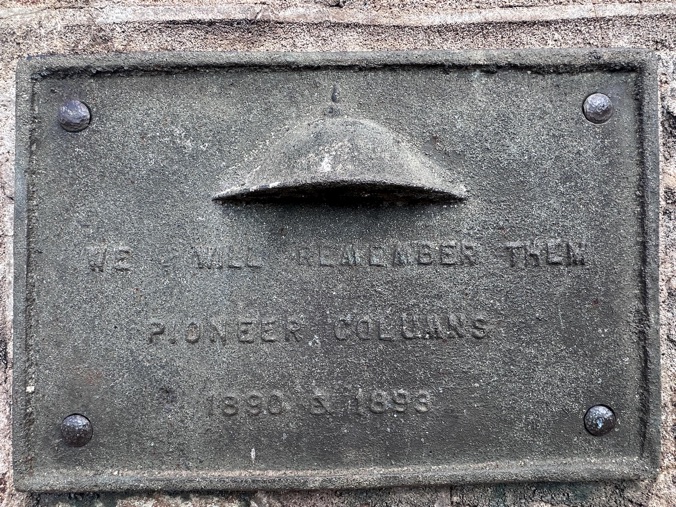 WE WILL REMEMBER THEM
PIONEER COLUMNS
1890 & 1893